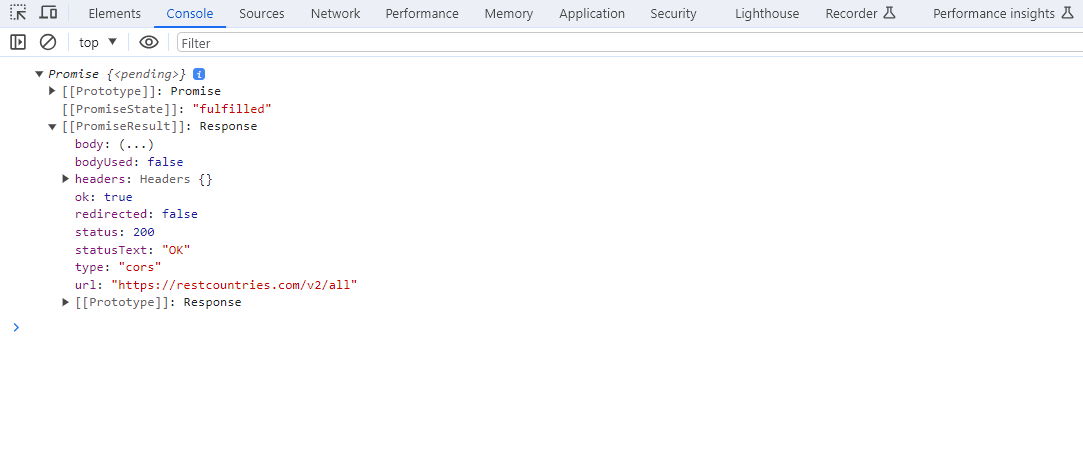 Elements Console Sources Network Performance Memory Application Security Lighthouse Recorder Performance insights
top Filter
Promise {<pending>} i
[[Prototype]]: Promise
[[PromiseState]]: "fulfilled"
[[PromiseResult]]: Response
body: (...)
bodyUsed: false
headers: Headers {}
ok: true
redirected: false
status: 200
statusText: "OK"
type: "cors"
url: "https://restcountries.com/v2/all"
[[Prototype]]: Response